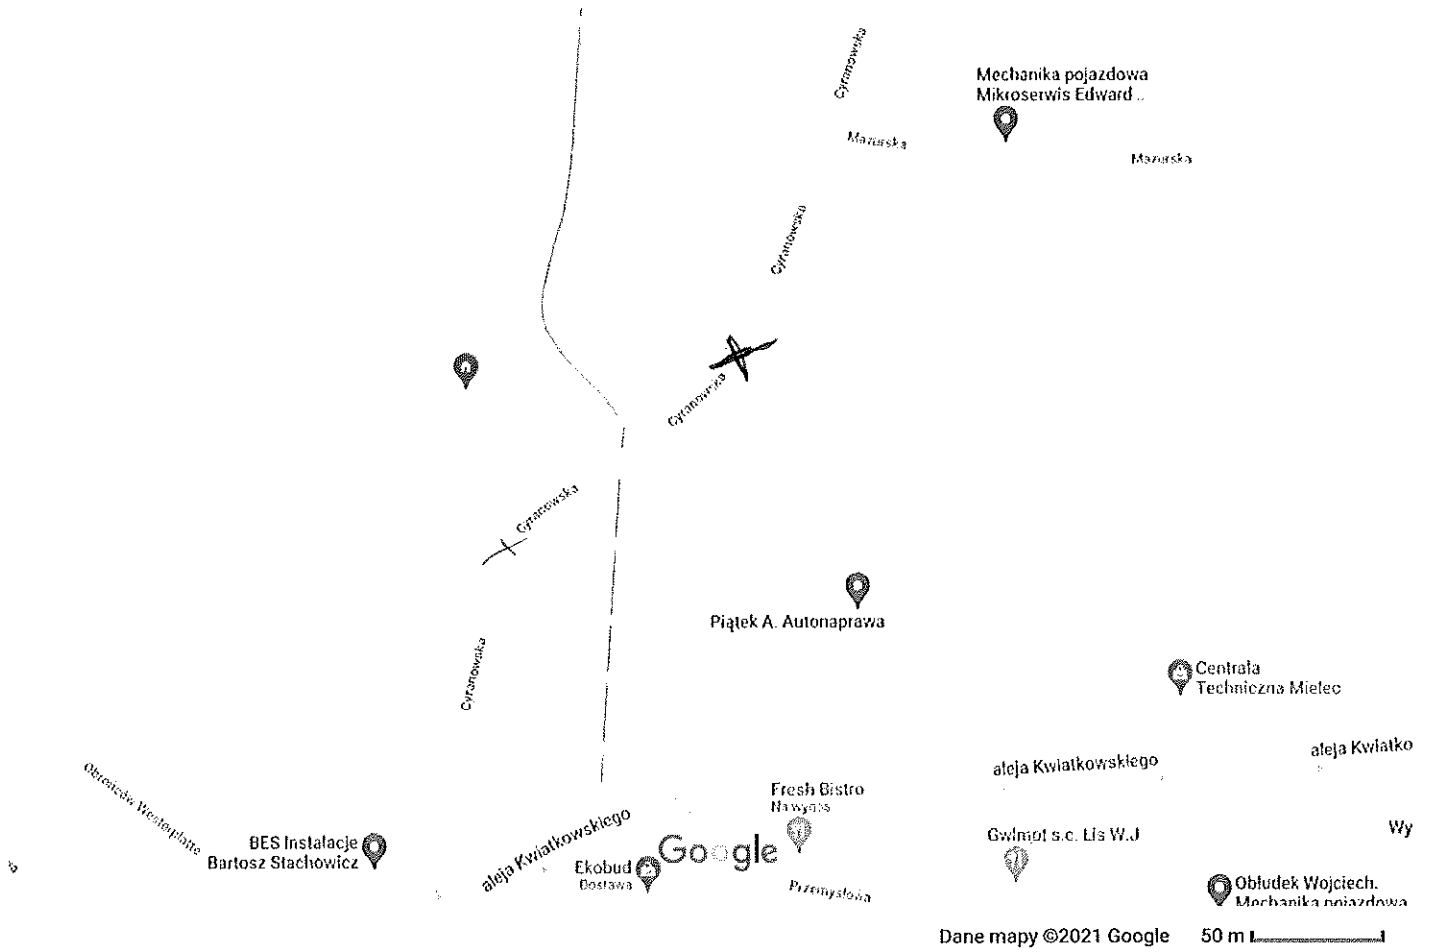 Cyranowska
Mechanika pojazdowa
Mikroserwis Edward ..
Mazurska
Mazurska
Cyranowska
Cyranowska
Cyranowska
Piątek A. Autonaprawa
Cyranowska
Centrala
Techniczna Mielec
aleja Kwiatkowskiego
aleja Kwiatko
Obrońców Westerplatte
Fresh Bistro
Na wynos
BES Instalacje
Bartosz Stachowicz
aleja Kwiatkowskiego
Google
Gwimot s.c. Lis W.J
Wy
Ekobud
Dostawa
Przemysłowa
Obłudek Wojciech.
Mechanika pojazdowa
Dane mapy ©2021 Google
50 m